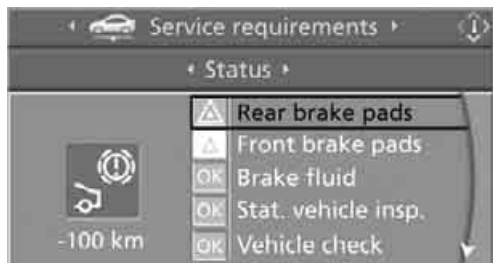 Service requirements
Status
Rear brake pads
Front brake pads
OK Brake fluid
OK Stat. vehicle insp.
-100 km
OK Vehicle check